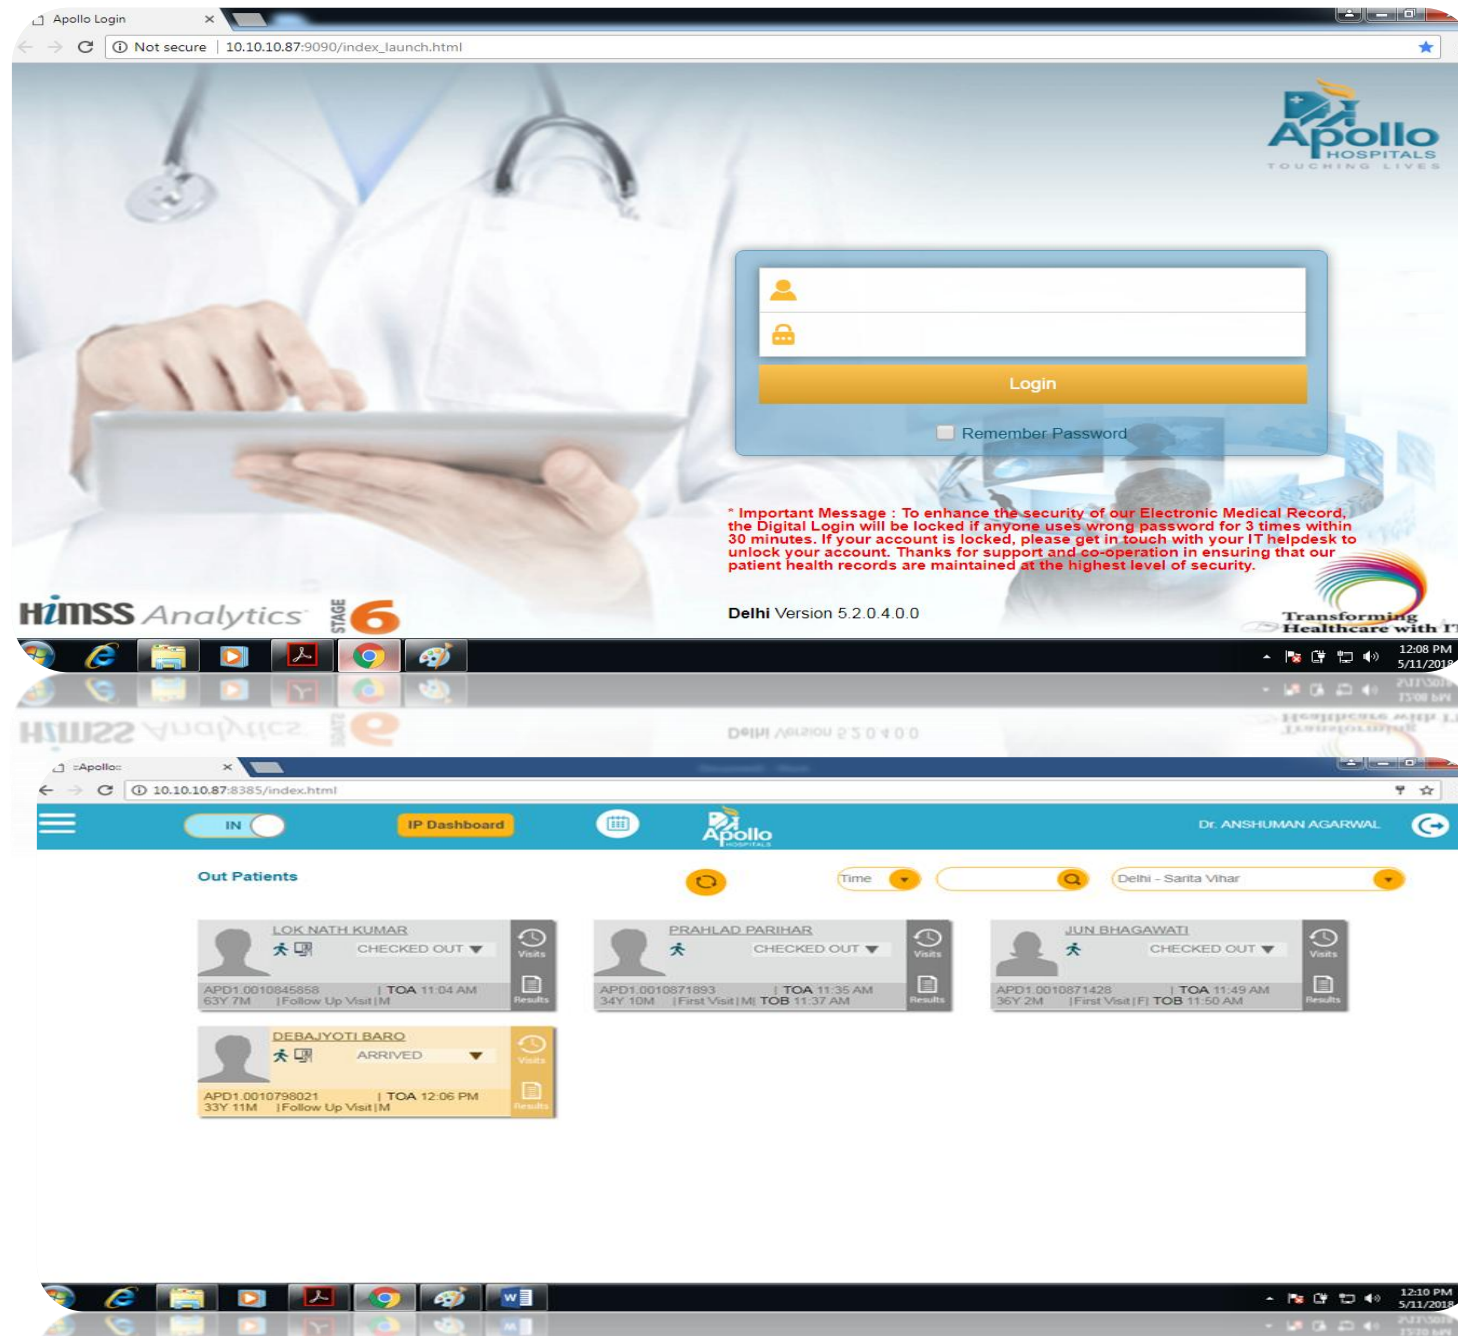 Apollo Login
Not secure | 10.10.10.87:9090/index_launch.html
Apollo
HOSPITALS
TOUCHING LIVES
Login
Remember Password
* Important Message : To enhance the security of our Electronic Medical Record,
the Digital Login will be locked if anyone uses wrong password for 3 times within
30 minutes. If your account is locked, please get in touch with your IT helpdesk to
unlock your account. Thanks for support and co-operation in ensuring that our
patient health records are maintained at the highest level of security.
HiMSS Analytics STAGE 6
Delhi Version 5.2.0.4.0.0
Transforming
Healthcare with IT
12:08 PM
5/11/2018
::Apollo::
10.10.10.87:8385/index.html
IN
IP Dashboard
Apollo
HOSPITALS
Dr. ANSHUMAN AGARWAL
Out Patients
Time
Delhi - Sarita Vihar
LOK NATH KUMAR
CHECKED OUT
Visits
APD1.0010845858 | TOA 11:04 AM
63Y 7M |Follow Up Visit|M
Results
PRAHLAD PARIHAR
CHECKED OUT
Visits
APD1.0010871893 | TOA 11:35 AM
34Y 10M |First Visit|M| TOB 11:37 AM
Results
JUN BHAGAWATI
CHECKED OUT
Visits
APD1.0010871428 | TOA 11:49 AM
36Y 2M |First Visit|F| TOB 11:50 AM
Results
DEBAJYOTI BARO
ARRIVED
Visits
APD1.0010798021 | TOA 12:06 PM
33Y 11M |Follow Up Visit|M
Results
12:10 PM
5/11/2018